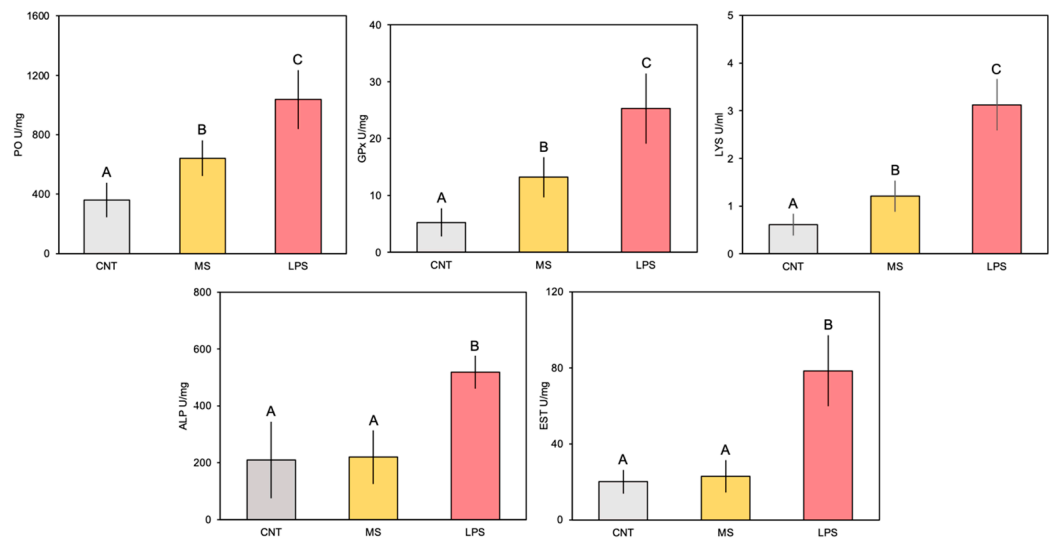 PO U/mg
1600
1200
800
400
0
A
B
C
CNT MS LPS
GPx U/mg
40
30
20
10
0
A
B
C
CNT MS LPS
LYS U/ml
5
4
3
2
1
0
A
B
C
CNT MS LPS
ALP U/mg
800
600
400
200
0
A
A
B
CNT MS LPS
EST U/mg
120
80
40
0
A
A
B
CNT MS LPS